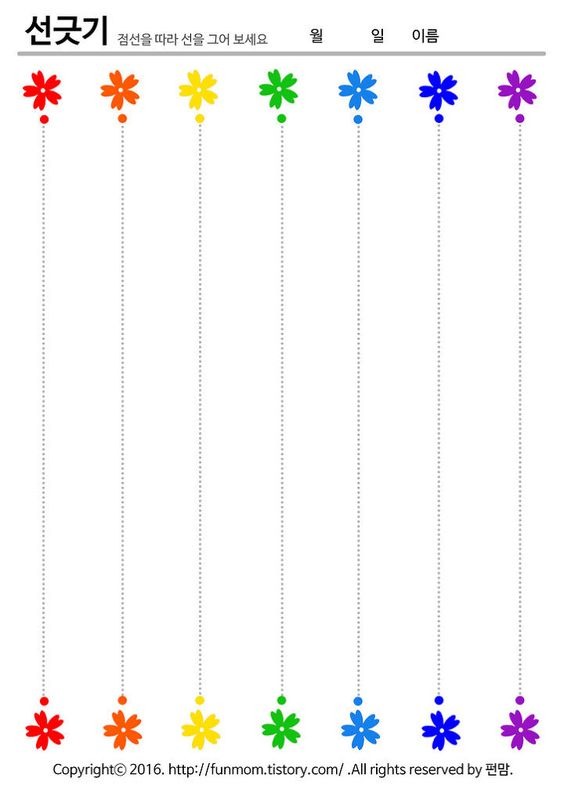 선긋기 점선을 따라 선을 그어 보세요 월 일 이름
Copyrightⓒ 2016. http://funmom.tistory.com/ .All rights reserved by 펀맘.